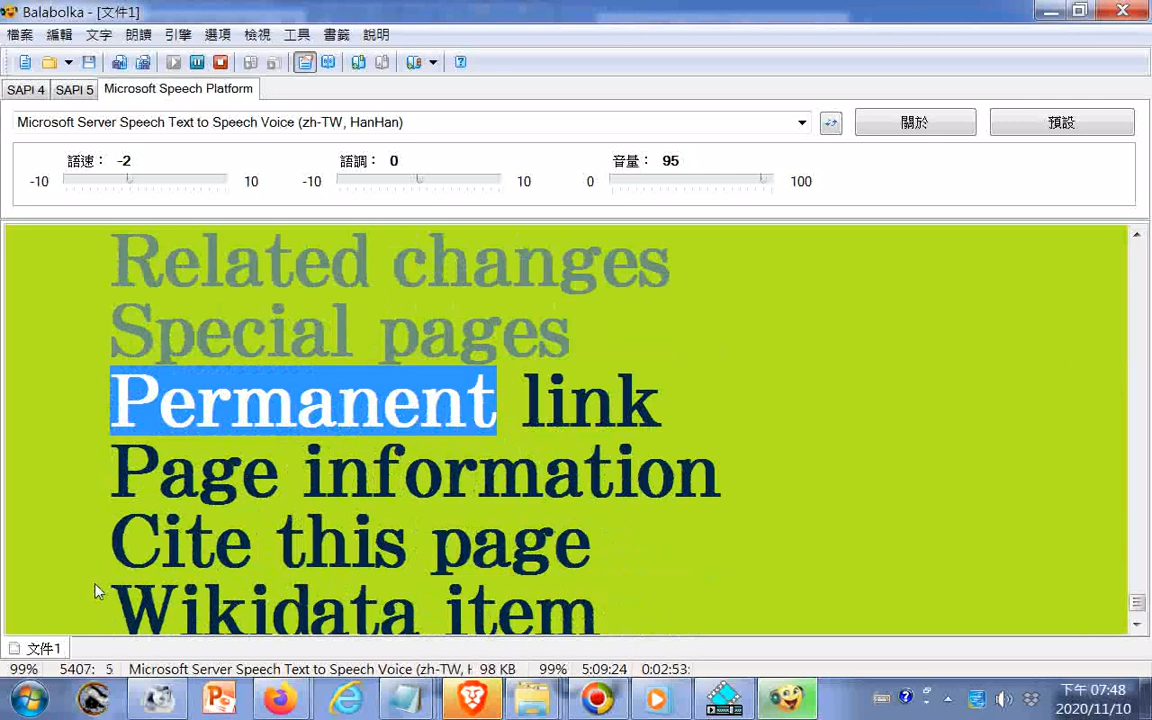 Balabolka - [文件1]
檔案 編輯 文字 朗讀 引擎 選項 檢視 工具 書籤 說明
SAPI 4 SAPI 5 Microsoft Speech Platform
Microsoft Server Speech Text to Speech Voice (zh-TW, HanHan) 關於 預設
語速： -2 語調： 0 音量： 95
-10 10 -10 10 0 100
Related changes
Special pages
Permanent link
Page information
Cite this page
Wikidata item
文件1
99% 5407: 5 Microsoft Server Speech Text to Speech Voice (zh-TW, H 98 KB 99% 5:09:24 0:02:53:
下午 07:48
2020/11/10